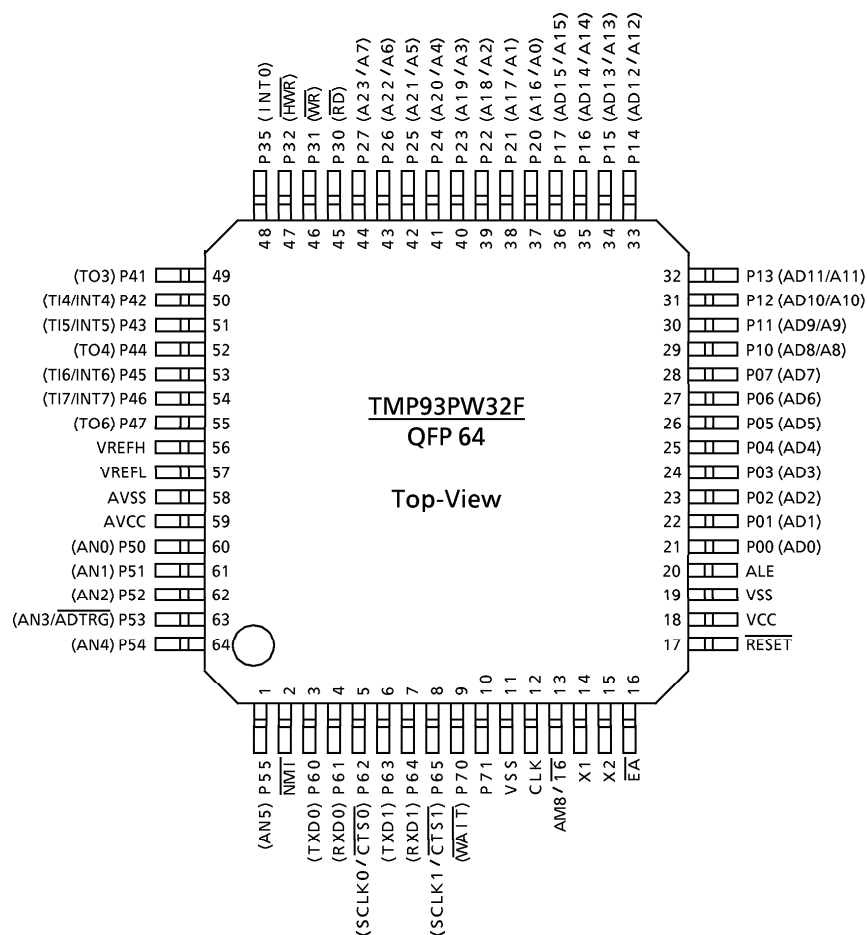 P35 (INT0)
P32 (HWR)
P31 (WR)
P30 (RD)
P27 (A23/A7)
P26 (A22/A6)
P25 (A21/A5)
P24 (A20/A4)
P23 (A19/A3)
P22 (A18/A2)
P21 (A17/A1)
P20 (A16/A0)
P17 (AD15/A15)
P16 (AD14/A14)
P15 (AD13/A13)
P14 (AD12/A12)
48 47 46 45 44 43 42 41 40 39 38 37 36 35 34 33
(TO3) P41 49
(TI4/INT4) P42 50
(TI5/INT5) P43 51
(TO4) P44 52
(TI6/INT6) P45 53
(TI7/INT7) P46 54
(TO6) P47 55
VREFH 56
VREFL 57
AVSS 58
AVCC 59
(AN0) P50 60
(AN1) P51 61
(AN2) P52 62
(AN3/ADTRG) P53 63
(AN4) P54 64
TMP93PW32F
QFP 64
Top-View
32 P13 (AD11/A11)
31 P12 (AD10/A10)
30 P11 (AD9/A9)
29 P10 (AD8/A8)
28 P07 (AD7)
27 P06 (AD6)
26 P05 (AD5)
25 P04 (AD4)
24 P03 (AD3)
23 P02 (AD2)
22 P01 (AD1)
21 P00 (AD0)
20 ALE
19 VSS
18 VCC
17 RESET
1 2 3 4 5 6 7 8 9 10 11 12 13 14 15 16
(AN5) P55
NMI
(TXD0) P60
(RXD0) P61
(SCLK0/CTS0) P62
(TXD1) P63
(RXD1) P64
(SCLK1/CTS1) P65
(WAIT) P70
P71
VSS
CLK
AM8/16
X1
X2
EA